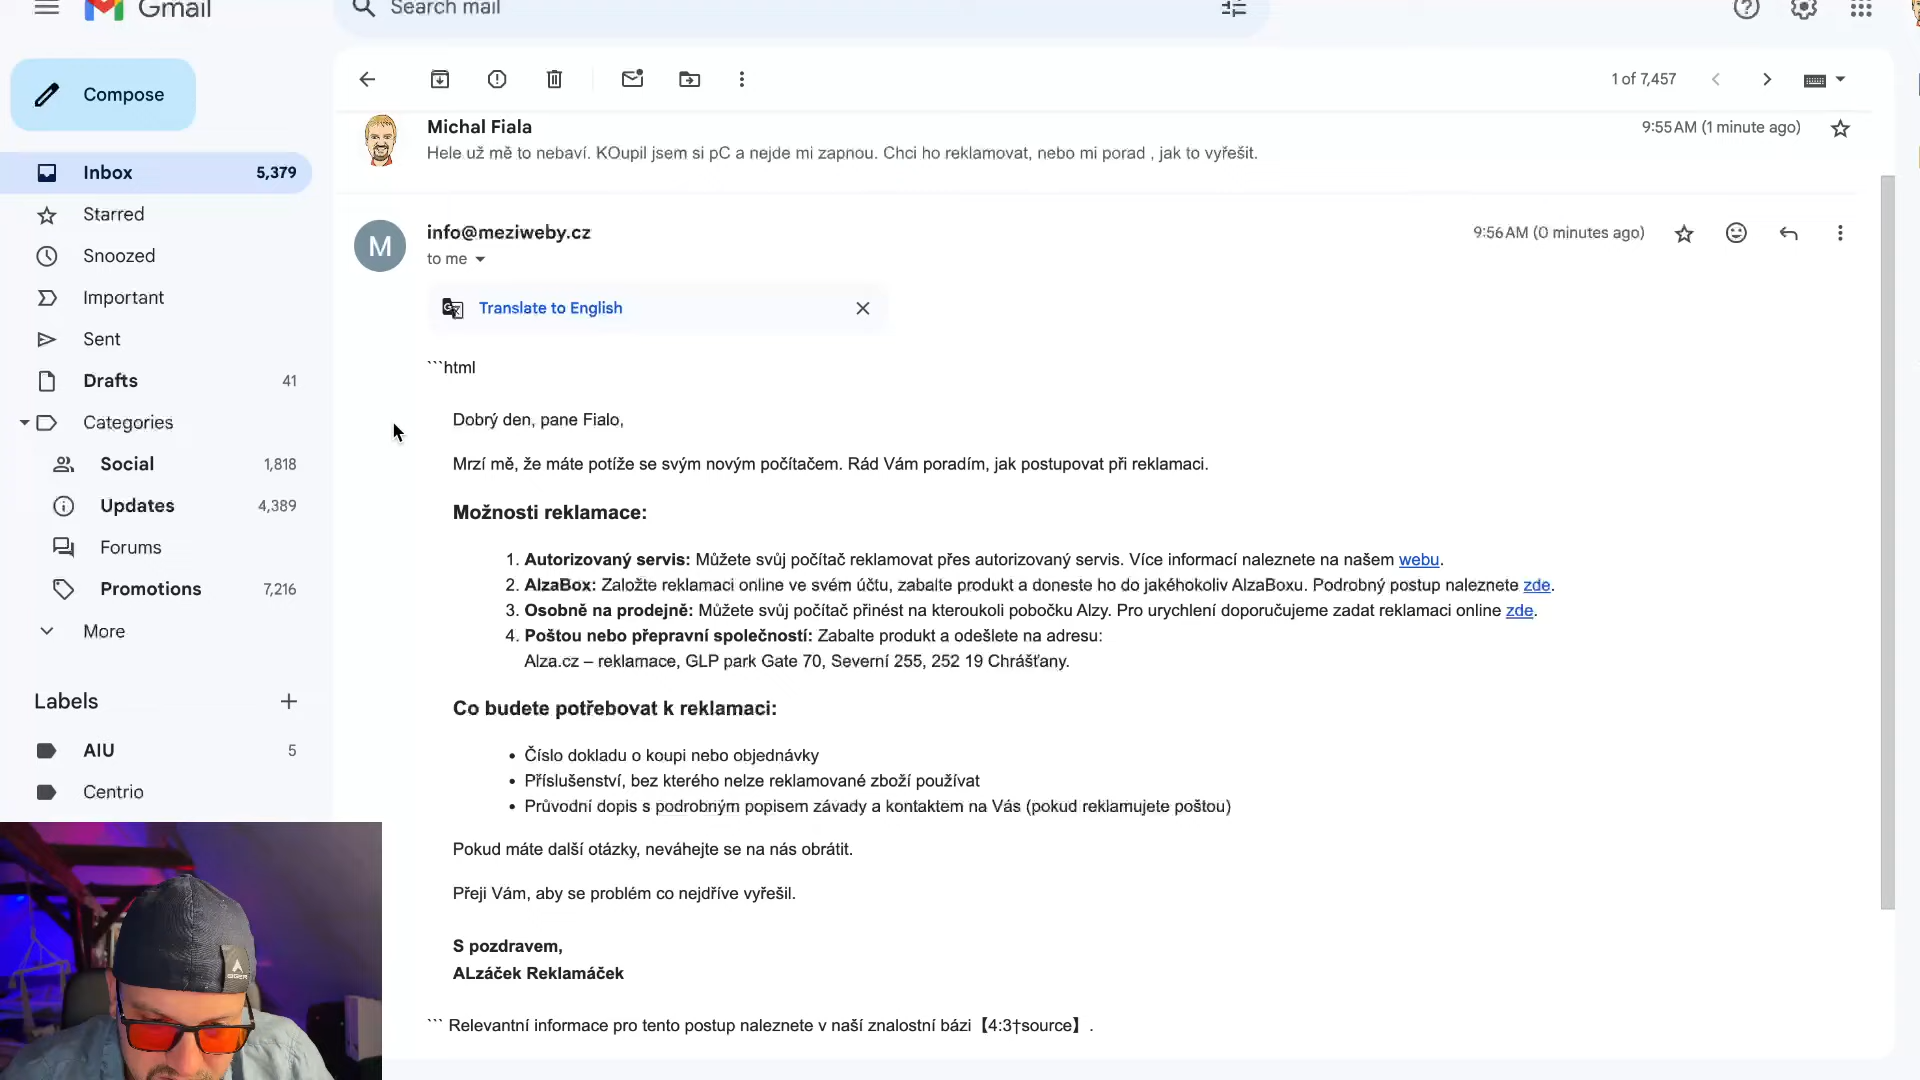 Gmail
Search mail
Compose
1 of 7,457
Inbox 5,379
Starred
Snoozed
Important
Sent
Drafts 41
Categories
Social 1,818
Updates 4,389
Forums
Promotions 7,216
More
Labels
AIU 5
Centrio
Michal Fiala
9:55 AM (1 minute ago)
Hele už mě to nebaví. KOupil jsem si pC a nejde mi zapnou. Chci ho reklamovat, nebo mi porad , jak to vyřešit.
M
info@meziweby.cz
9:56 AM (0 minutes ago)
to me
Translate to English
```html
Dobrý den, pane Fialo,
Mrzí mě, že máte potíže se svým novým počítačem. Rád Vám poradím, jak postupovat při reklamaci.
Možnosti reklamace:
1. Autorizovaný servis: Můžete svůj počítač reklamovat přes autorizovaný servis. Více informací naleznete na našem webu.
2. AlzaBox: Založte reklamaci online ve svém účtu, zabalte produkt a doneste ho do jakéhokoliv AlzaBoxu. Podrobný postup naleznete zde.
3. Osobně na prodejně: Můžete svůj počítač přinést na kteroukoli pobočku Alzy. Pro urychlení doporučujeme zadat reklamaci online zde.
4. Poštou nebo přepravní společností: Zabalte produkt a odešlete na adresu:
Alza.cz – reklamace, GLP park Gate 70, Severní 255, 252 19 Chrášťany.
Co budete potřebovat k reklamaci:
• Číslo dokladu o koupi nebo objednávky
• Příslušenství, bez kterého nelze reklamované zboží používat
• Průvodní dopis s podrobným popisem závady a kontaktem na Vás (pokud reklamujete poštou)
Pokud máte další otázky, neváhejte se na nás obrátit.
Přeji Vám, aby se problém co nejdříve vyřešil.
S pozdravem,
ALzáček Reklamáček
``` Relevantní informace pro tento postup naleznete v naší znalostní bázi【4:3†source】.